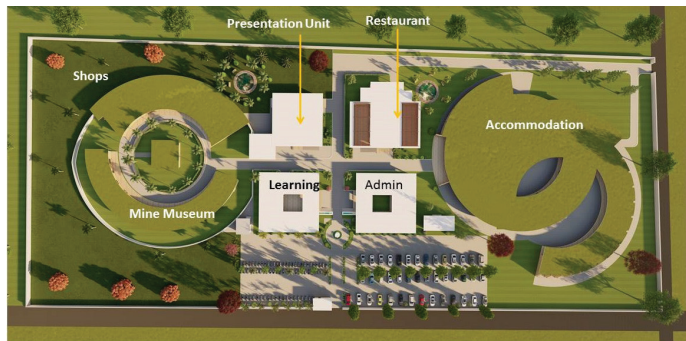 Presentation Unit
Restaurant
Shops
Accommodation
Learning
Admin
Mine Museum